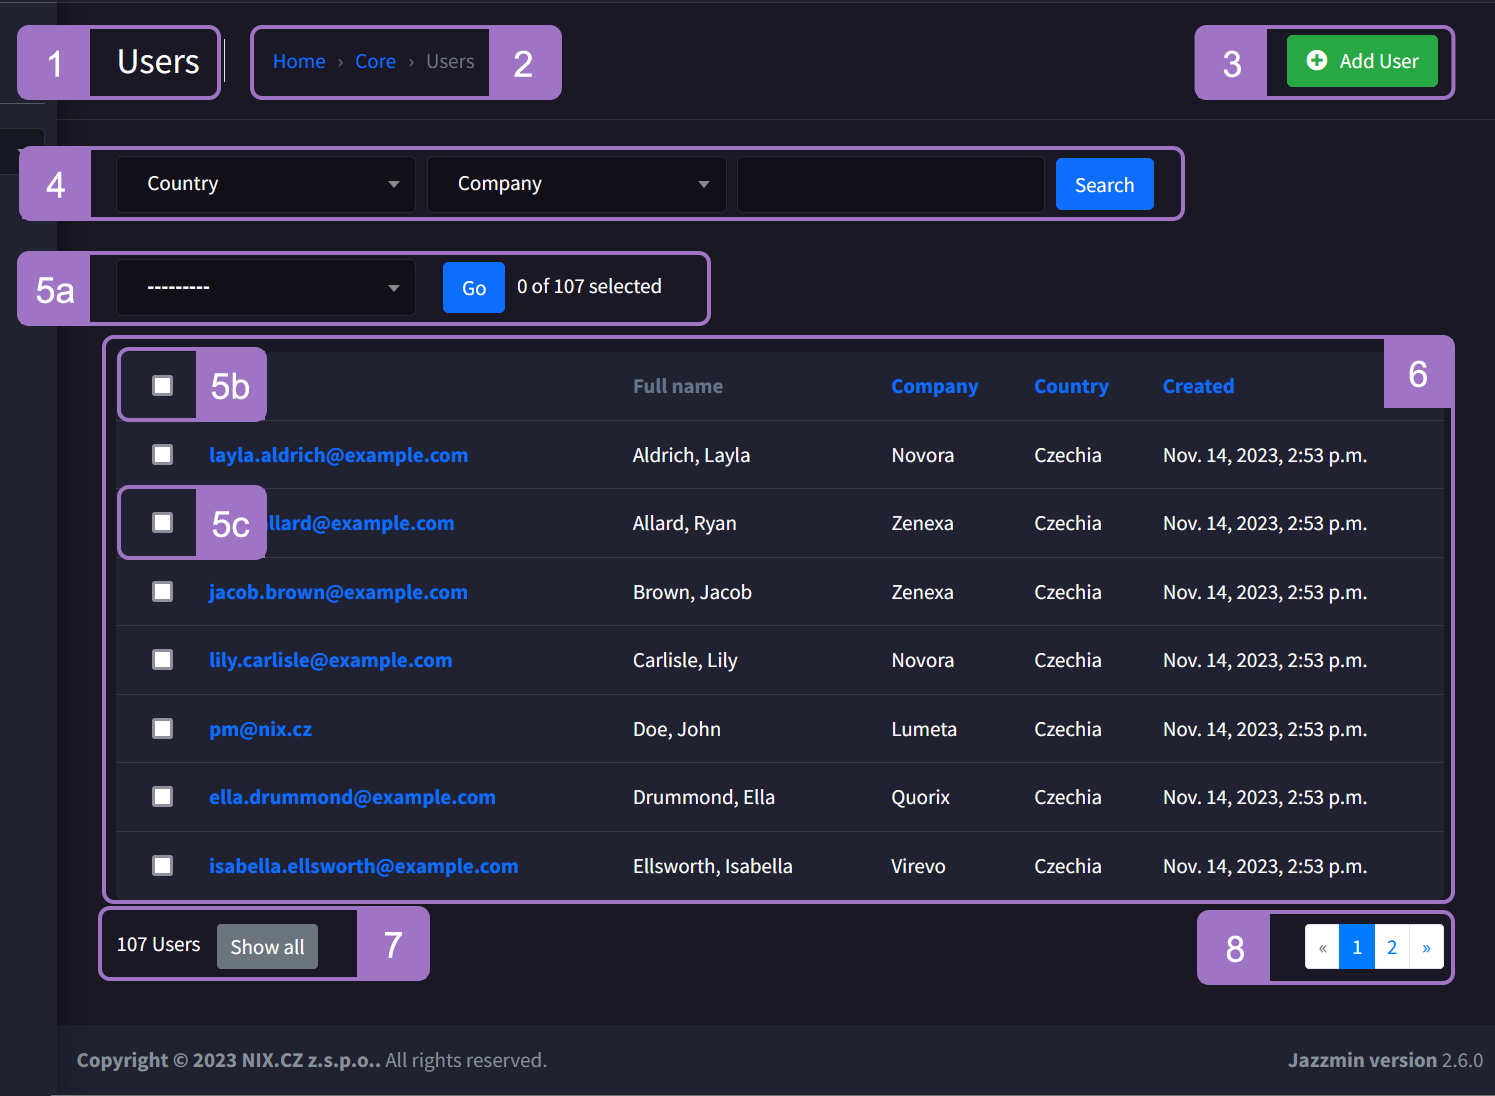 1 Users Home › Core › Users 2 3 Add User
4 Country Company Search
5a --------- Go 0 of 107 selected
5b Full name Company Country Created 6
layla.aldrich@example.com Aldrich, Layla Novora Czechia Nov. 14, 2023, 2:53 p.m.
5c llard@example.com Allard, Ryan Zenexa Czechia Nov. 14, 2023, 2:53 p.m.
jacob.brown@example.com Brown, Jacob Zenexa Czechia Nov. 14, 2023, 2:53 p.m.
lily.carlisle@example.com Carlisle, Lily Novora Czechia Nov. 14, 2023, 2:53 p.m.
pm@nix.cz Doe, John Lumeta Czechia Nov. 14, 2023, 2:53 p.m.
ella.drummond@example.com Drummond, Ella Quorix Czechia Nov. 14, 2023, 2:53 p.m.
isabella.ellsworth@example.com Ellsworth, Isabella Virevo Czechia Nov. 14, 2023, 2:53 p.m.
107 Users Show all 7 8 « 1 2 »
Copyright © 2023 NIX.CZ z.s.p.o.. All rights reserved. Jazzmin version 2.6.0